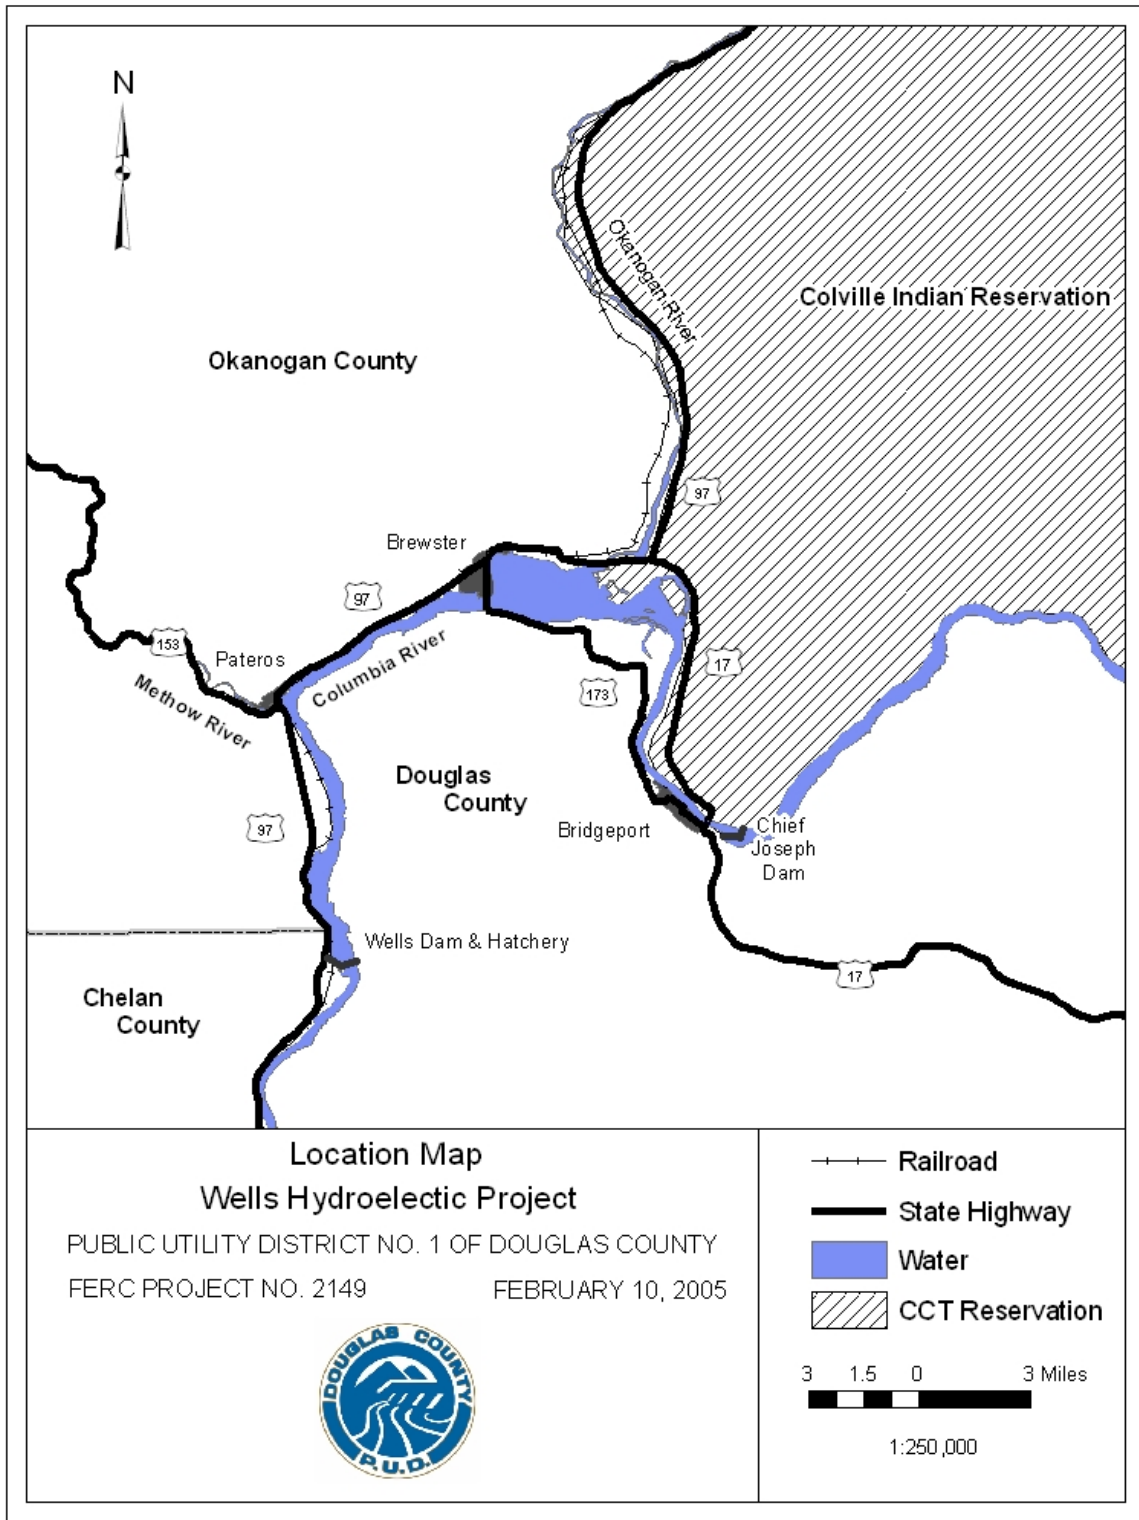 N
Okanogan River
Colville Indian Reservation
Okanogan County
97
Brewster
97
153
Pateros
Columbia River
17
173
Methow River
Douglas
County
97
Bridgeport
Chief
Joseph
Dam
Wells Dam & Hatchery
17
Chelan
County
Location Map
Wells Hydroelectic Project
PUBLIC UTILITY DISTRICT NO. 1 OF DOUGLAS COUNTY
FERC PROJECT NO. 2149 FEBRUARY 10, 2005
DOUGLAS COUNTY
P.U.D.
Railroad
State Highway
Water
CCT Reservation
3 1.5 0 3 Miles
1:250,000